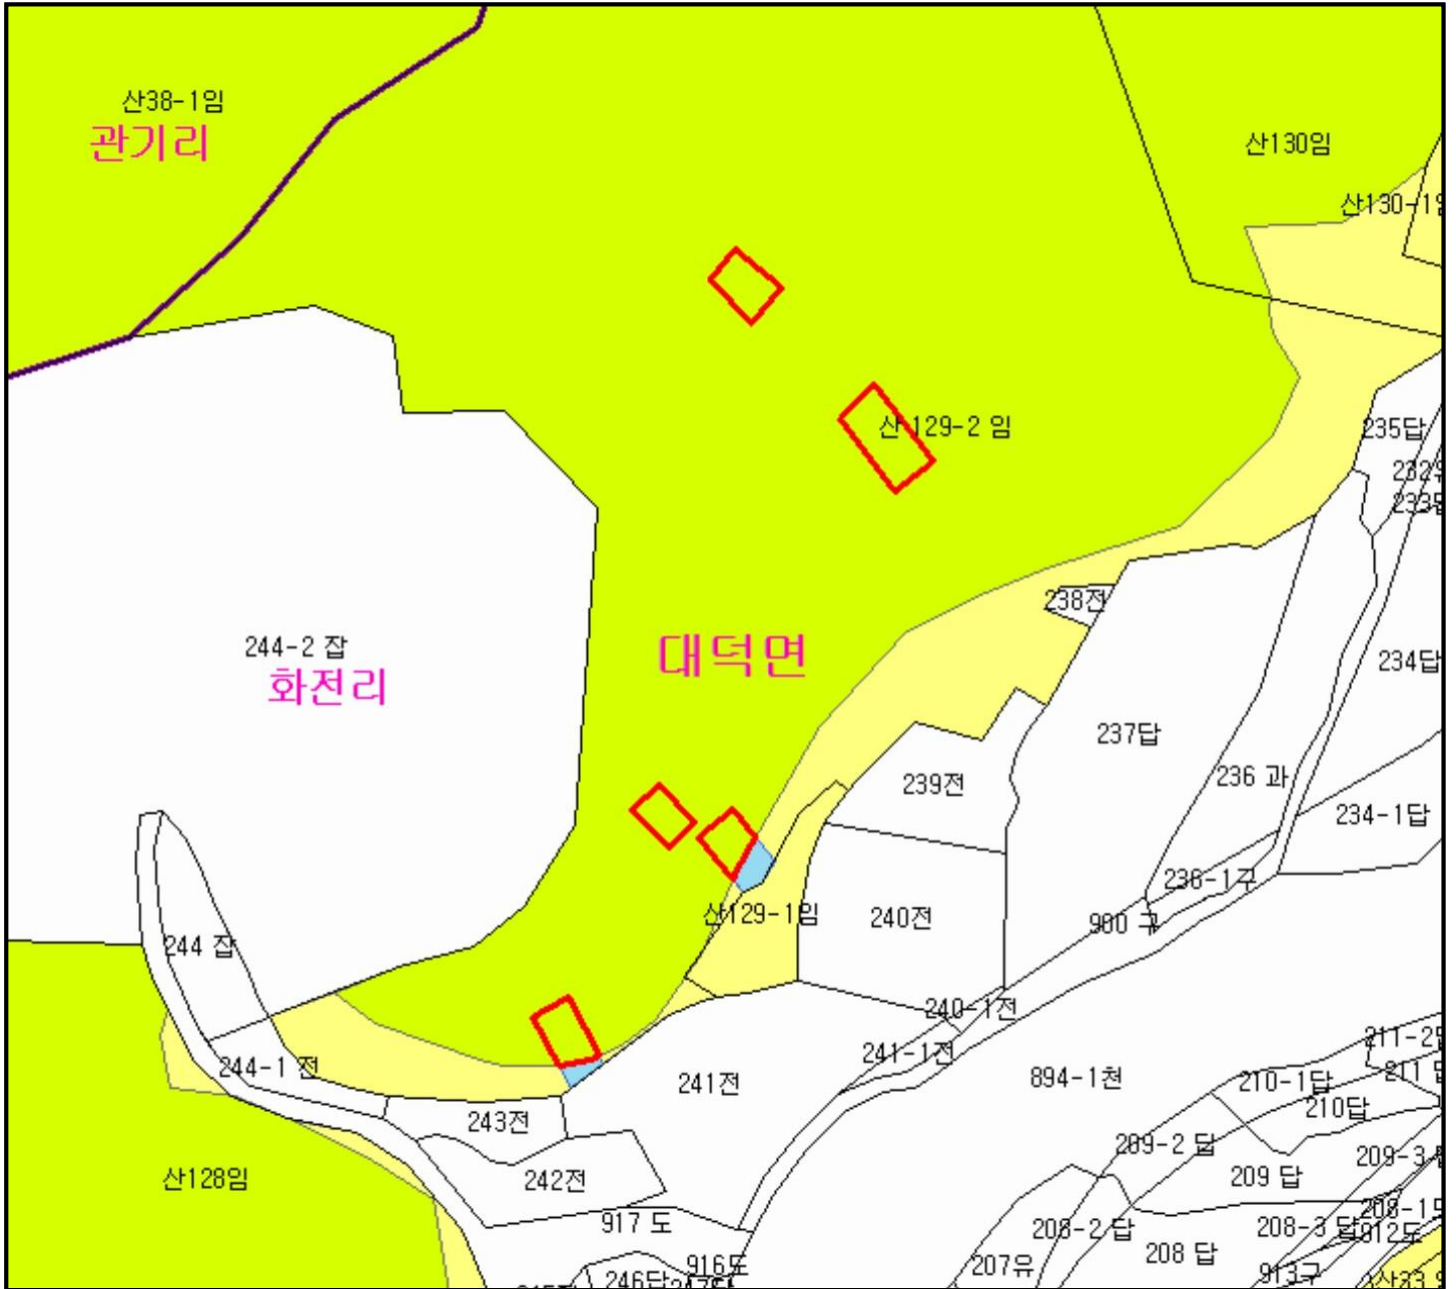 산38-1임
관기리
산130임
산130-1임
산 129-2 임
235답
238전
244-2 잡
화전리
대덕면
234답
237답
236 과
239전
234-1답
236-1구
산129-1임
240전
900 구
244 잡
240-1전
241-1전
244-1 전
241전
894-1천
211-2
211 답
210-1답
210답
243전
209-2 답
209-3
산128임
242전
209 답
917 도
208-2 답
208-3 답
208-1
912도
208 답
916도
207유
246답
913구